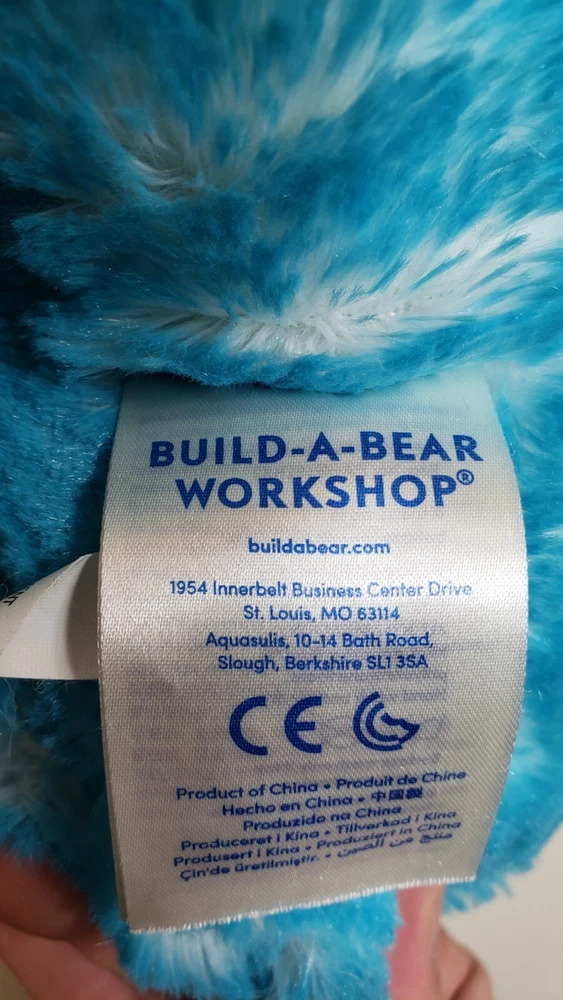 BUILD-A-BEAR
WORKSHOP®
buildabear.com
1954 Innerbelt Business Center Drive
St. Louis, MO 63114
Aquasulis, 10-14 Bath Road,
Slough, Berkshire SL1 3SA
CE
Product of China • Produit de Chine
Hecho en China • 中国製
Produzido na China
Produceret i Kina • Tillverkad i Kina
Produsert i Kina • Produziert in China
Çin'de üretilmiştir. • منتج من الصين